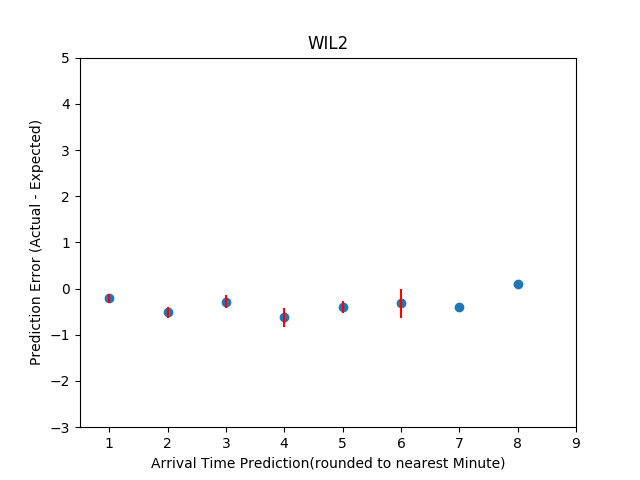 WIL2
Prediction Error (Actual - Expected)
5
4
3
2
1
0
−1
−2
−3
1 2 3 4 5 6 7 8 9
Arrival Time Prediction(rounded to nearest Minute)